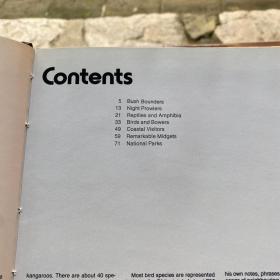 Contents
5 Bush Bounders
13 Night Prowlers
21 Reptiles and Amphibia
33 Birds and Bowers
49 Coastal Visitors
59 Remarkable Midgets
71 National Parks
kangaroos. There are about 40 spe-
Most bird species are represented
his own notes, phrases